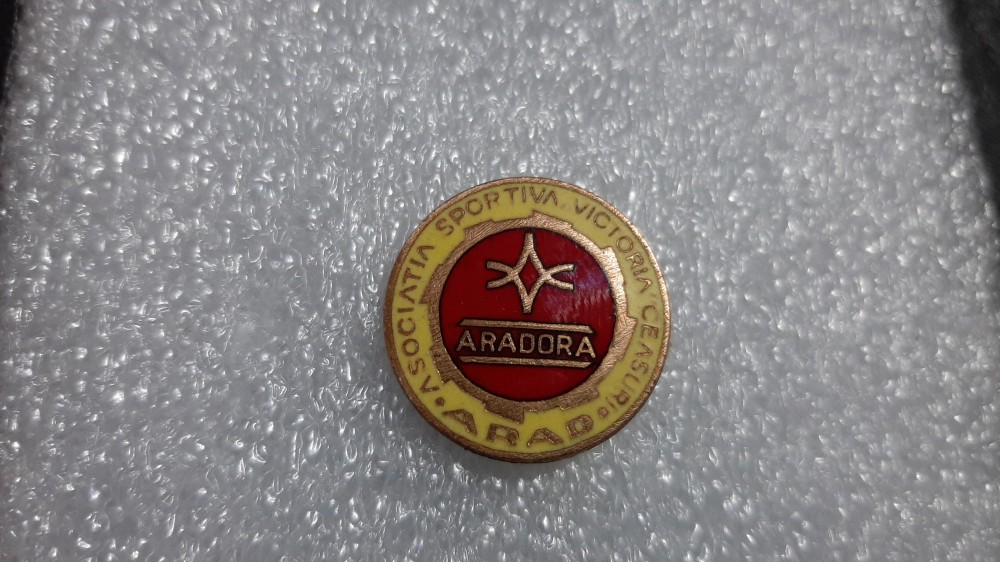 ASOCIATIA SPORTIVA VICTORIA CEASURI
ARAD
ARADORA